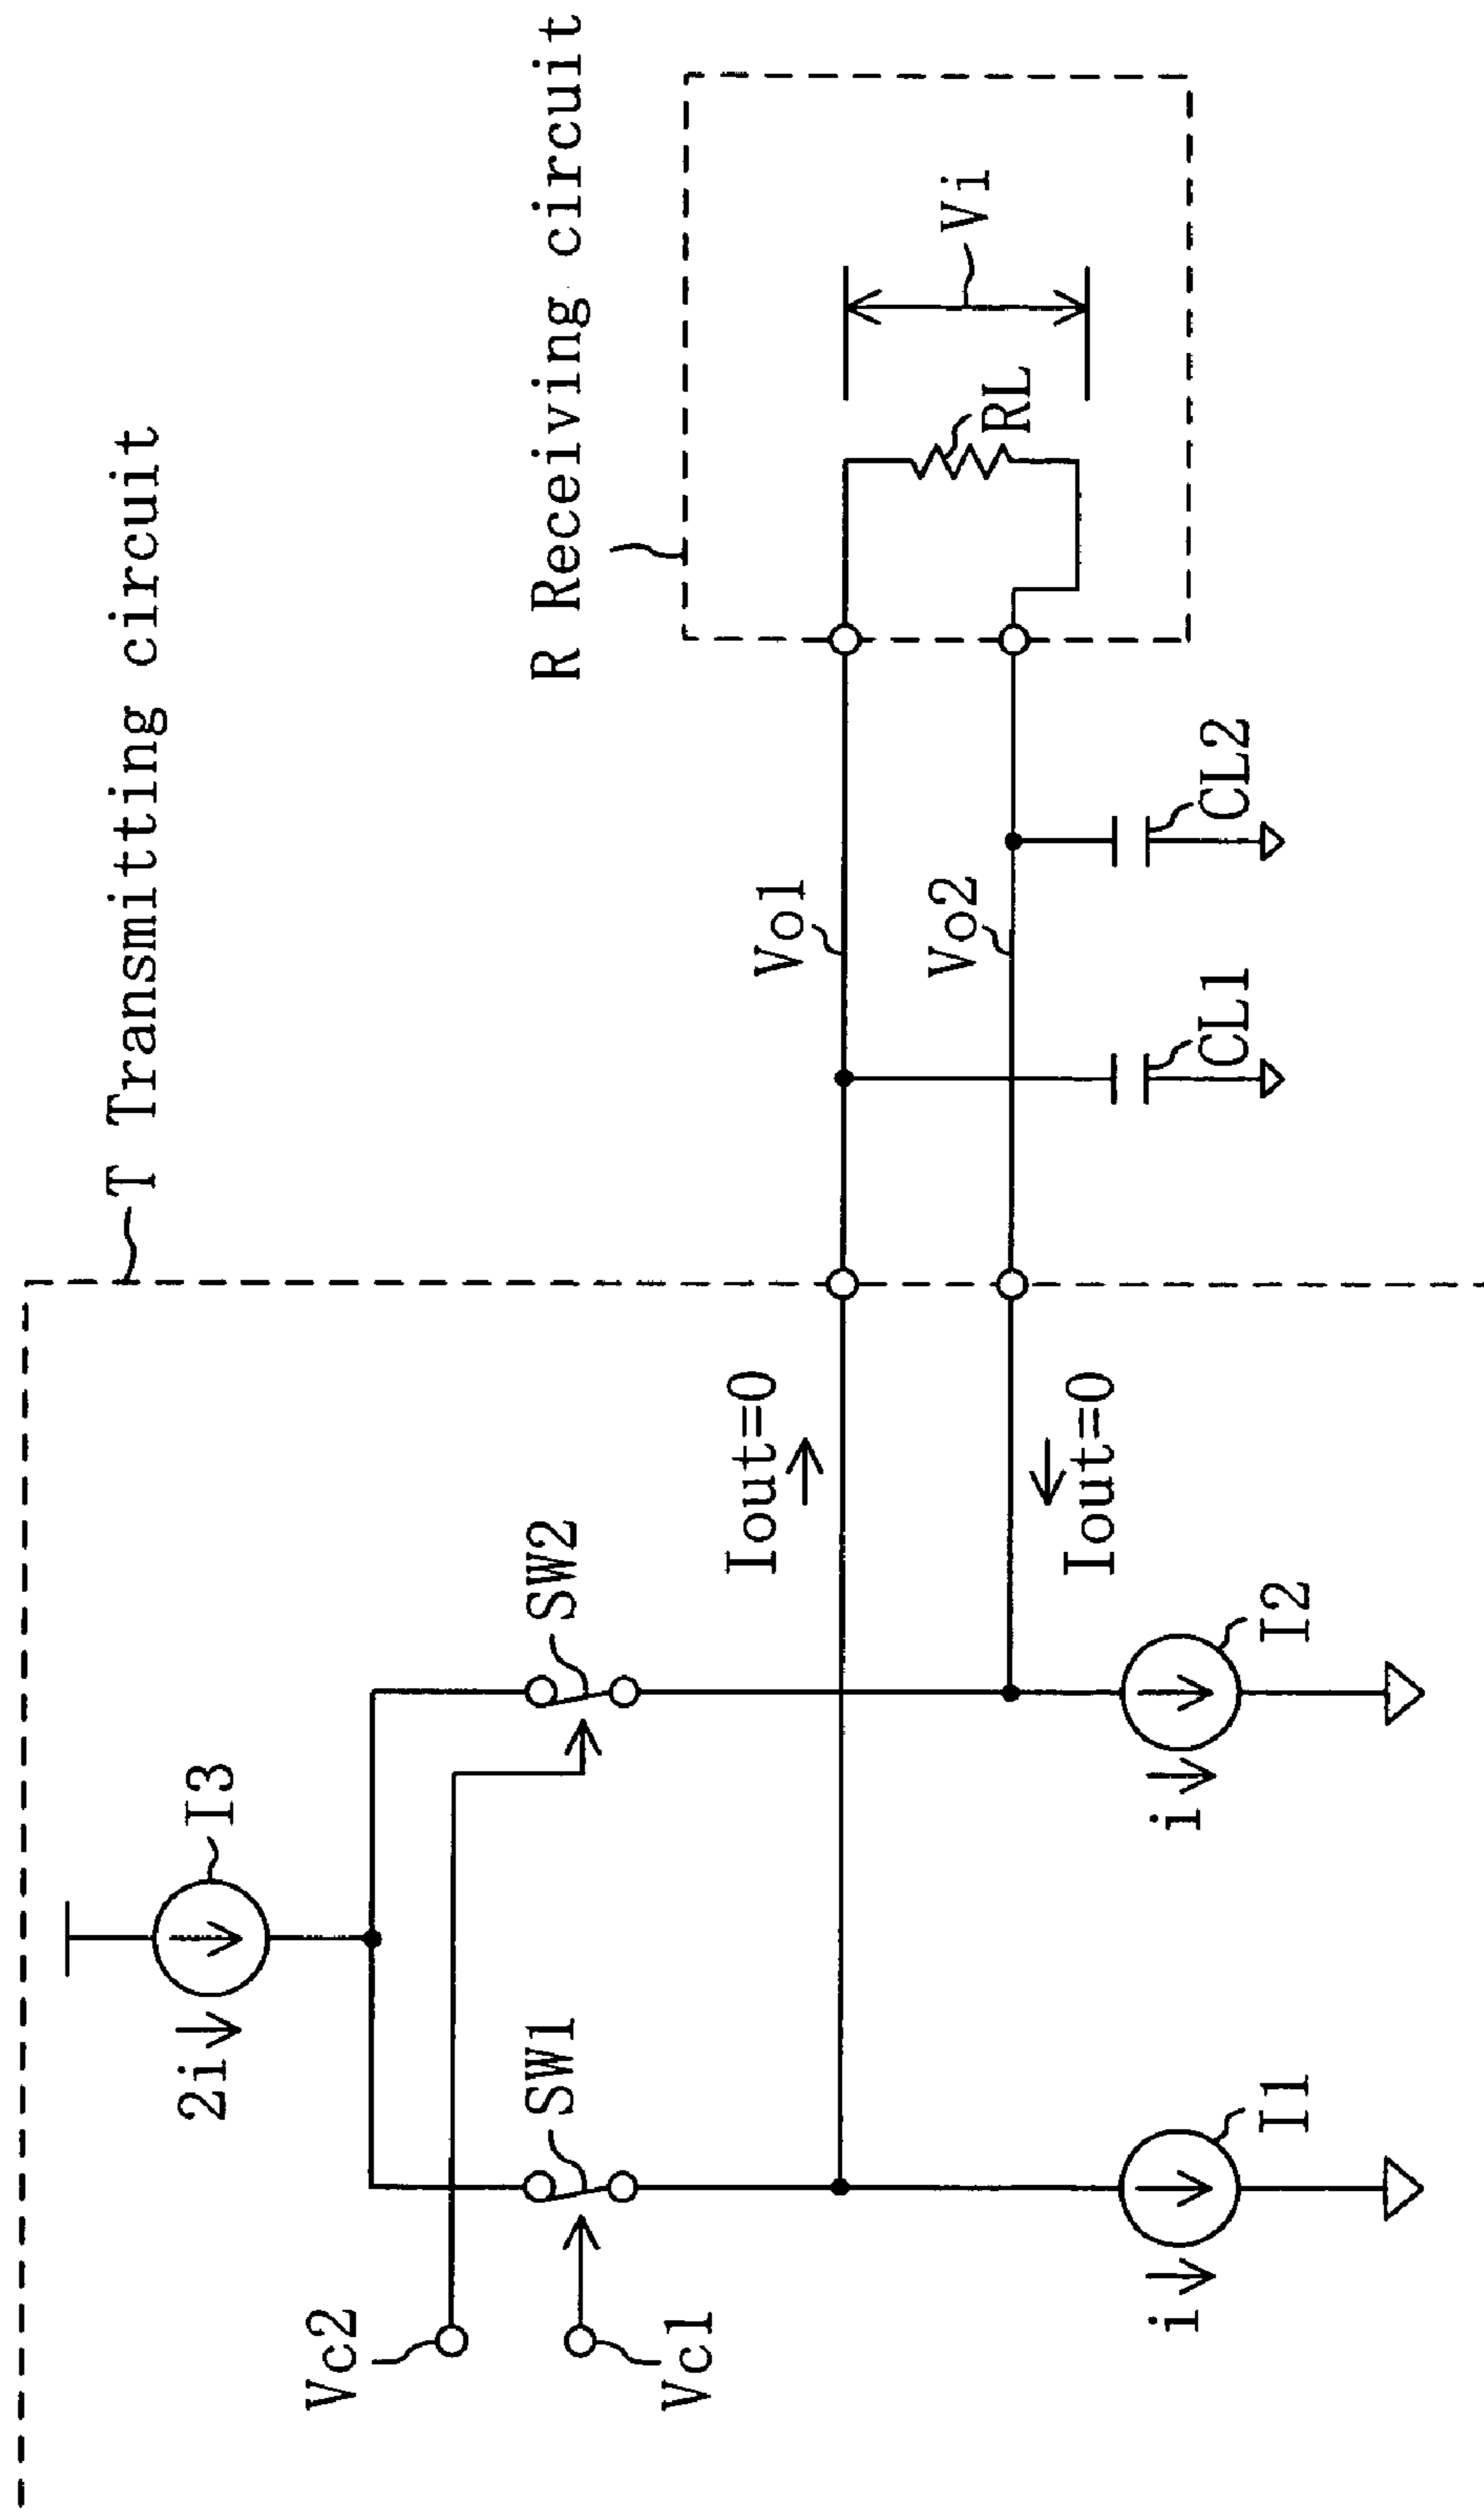 T Transmitting circuit
R Receiving circuit
2i
I3
Vc2
Vc1
SW1
SW2
Iout=0
Iout=0
Vo1
Vo2
RL
Vi
CL1
CL2
i
I1
i
I2